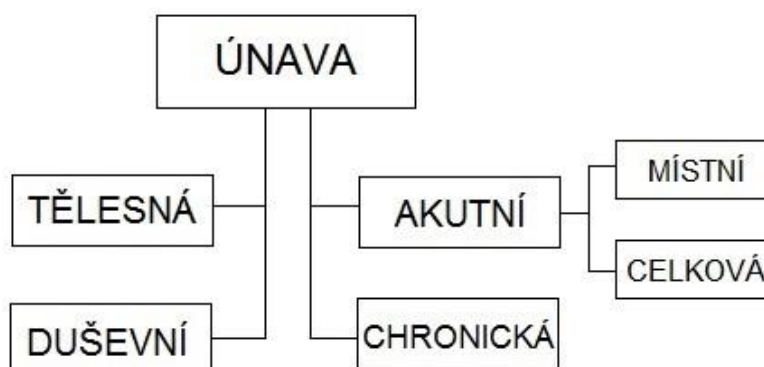 ÚNAVA
TĚLESNÁ
DUŠEVNÍ
AKUTNÍ
CHRONICKÁ
MÍSTNÍ
CELKOVÁ